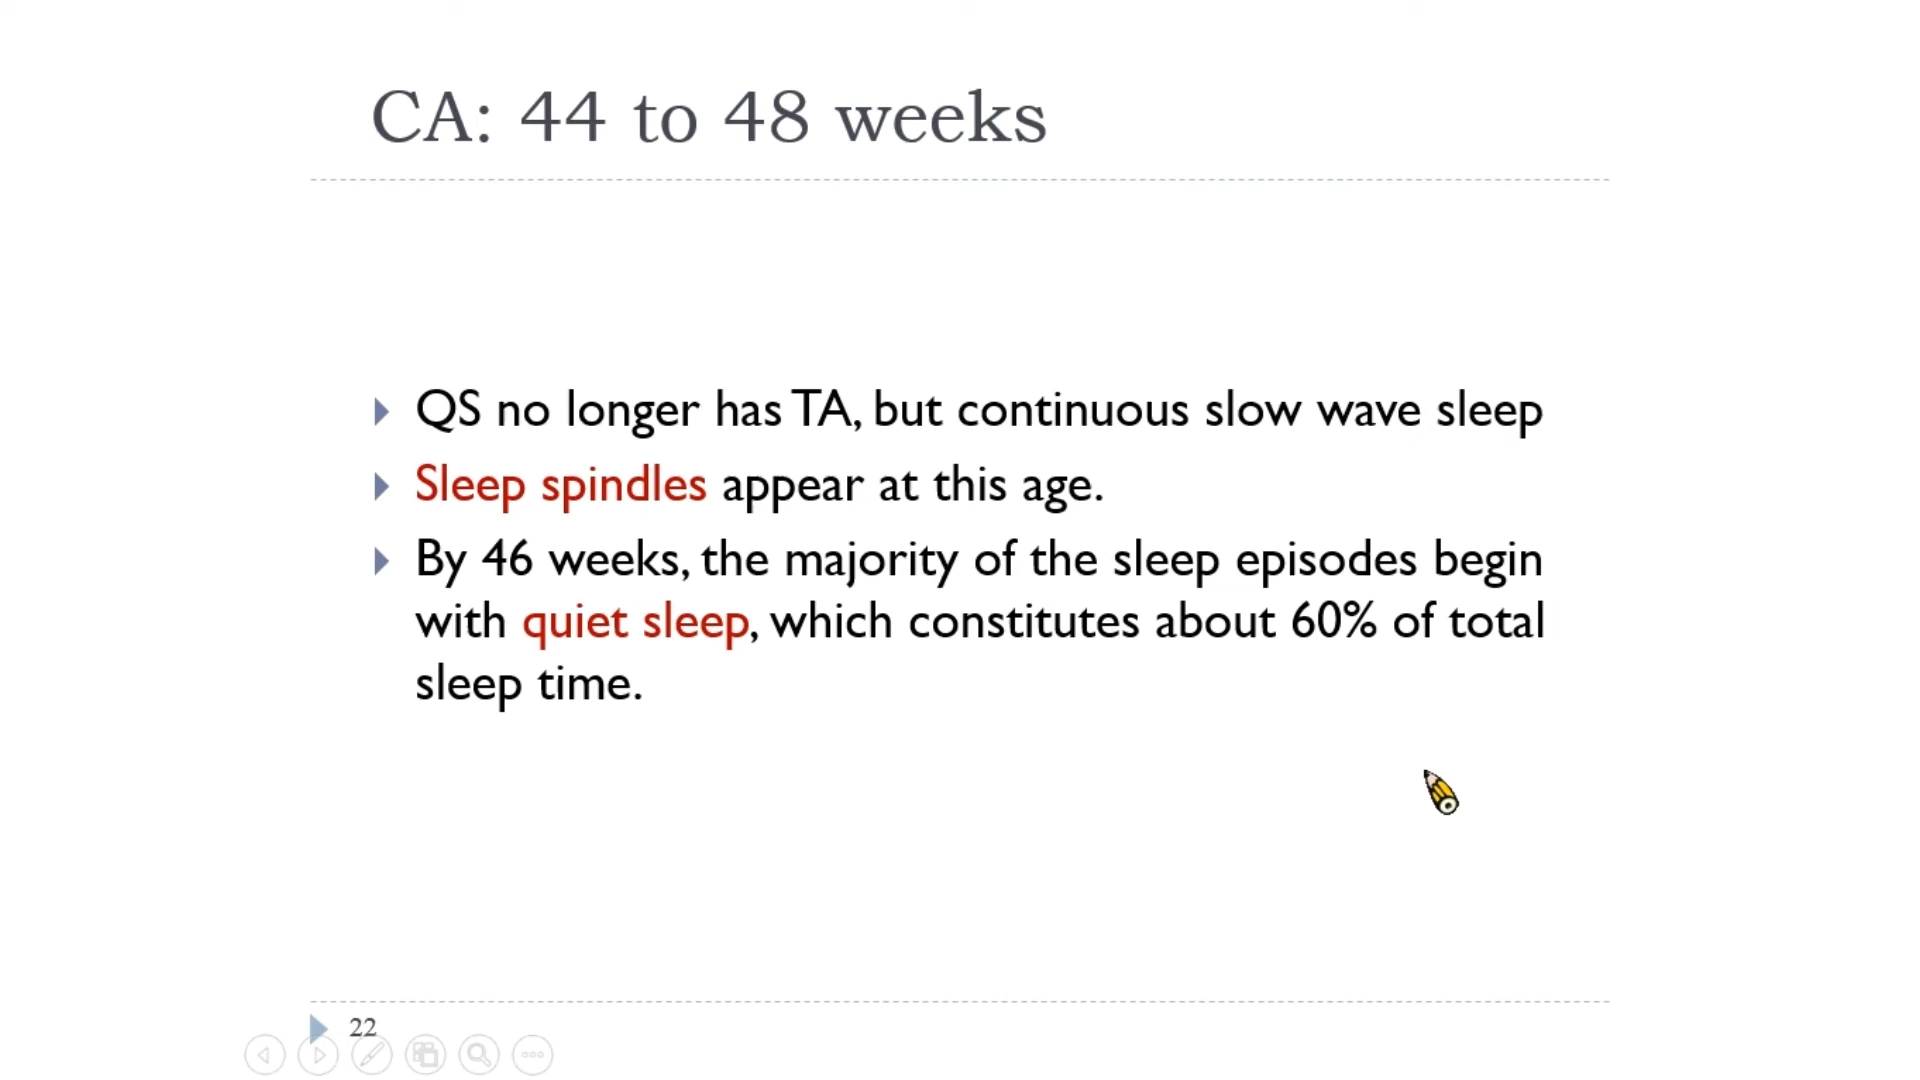 CA: 44 to 48 weeks
QS no longer has TA, but continuous slow wave sleep
Sleep spindles appear at this age.
By 46 weeks, the majority of the sleep episodes begin
with quiet sleep, which constitutes about 60% of total
sleep time.
22